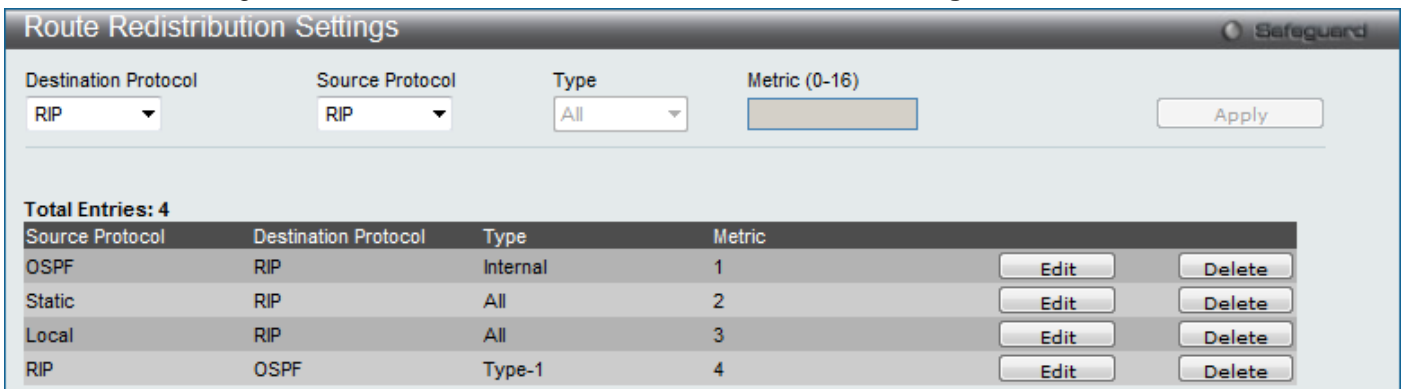 Route Redistribution Settings Safeguard
Destination Protocol Source Protocol Type Metric (0-16)
RIP RIP All Apply
Total Entries: 4
Source Protocol Destination Protocol Type Metric
OSPF RIP Internal 1 Edit Delete
Static RIP All 2 Edit Delete
Local RIP All 3 Edit Delete
RIP OSPF Type-1 4 Edit Delete